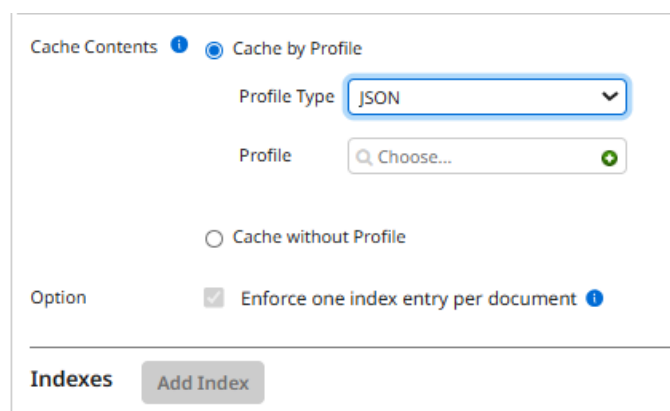 Cache Contents Cache by Profile
Profile Type JSON
Profile Choose...
Cache without Profile
Option Enforce one index entry per document
Indexes Add Index